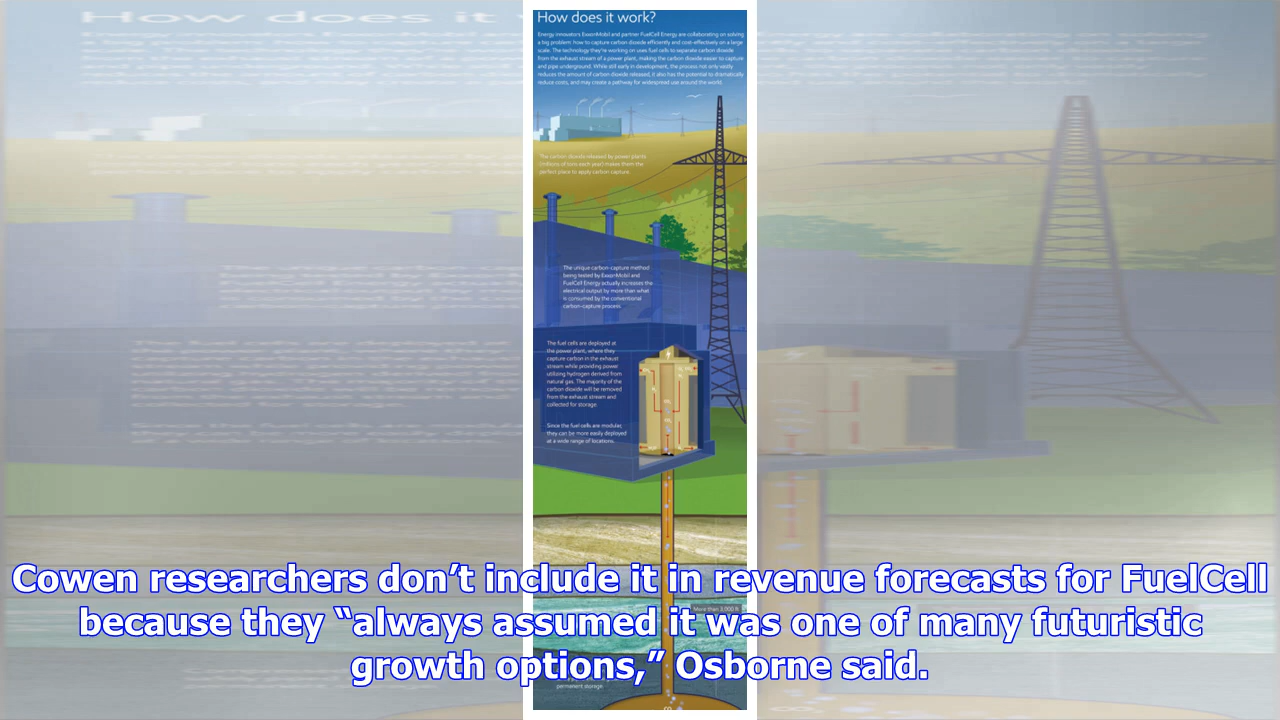 How does it work?
Energy innovators ExxonMobil and partner FuelCell Energy are collaborating on solving
a big problem: how to capture carbon dioxide efficiently and cost-effectively on a large
scale. The technology they're working on uses fuel cells to separate carbon dioxide
from the exhaust stream of a power plant, making the carbon dioxide easier to capture
and pipe underground. While still early in development, the process not only vastly
reduces the amount of carbon dioxide released, it also has the potential to dramatically
reduce costs, and may create a pathway for widespread use around the world.
The carbon dioxide released by power plants
(millions of tons each year) makes them the
perfect place to apply carbon capture.
The unique carbon-capture method
being tested by ExxonMobil and
FuelCell Energy actually increases the
electrical output by more than what
is consumed by the conventional
carbon-capture process.
The fuel cells are deployed at
the power plant, where they
capture carbon in the exhaust
stream while providing power
utilizing hydrogen derived from
natural gas. The majority of the
carbon dioxide will be removed
from the exhaust stream and
collected for storage.
Since the fuel cells are modular,
they can be more easily deployed
at a wide range of locations.
Cowen researchers don't include it in revenue forecasts for FuelCell
More than 3,000 ft
because they “always assumed it was one of many futuristic
growth options,” Osborne said.
permanent storage.